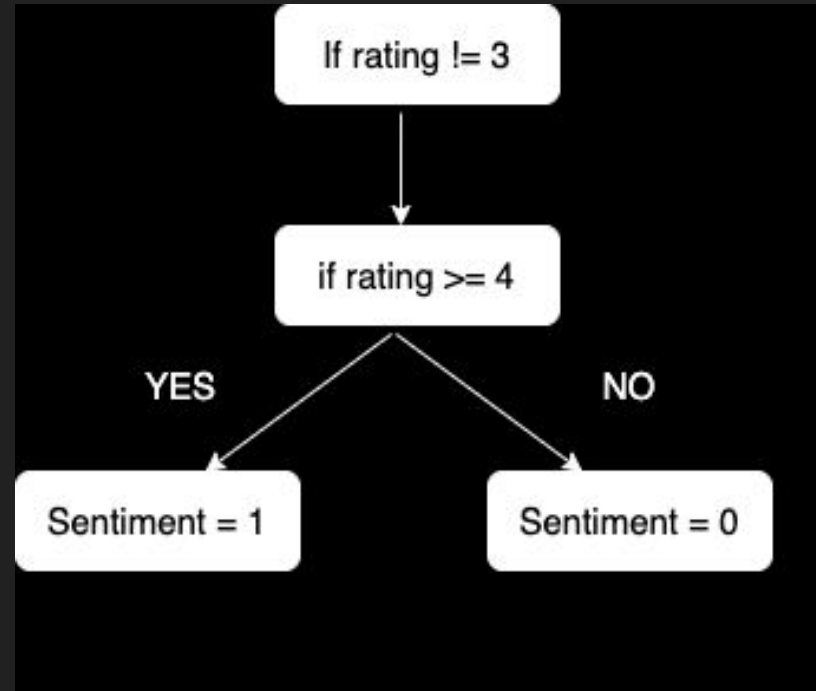 If rating != 3
if rating >= 4
YES
NO
Sentiment = 1
Sentiment = 0